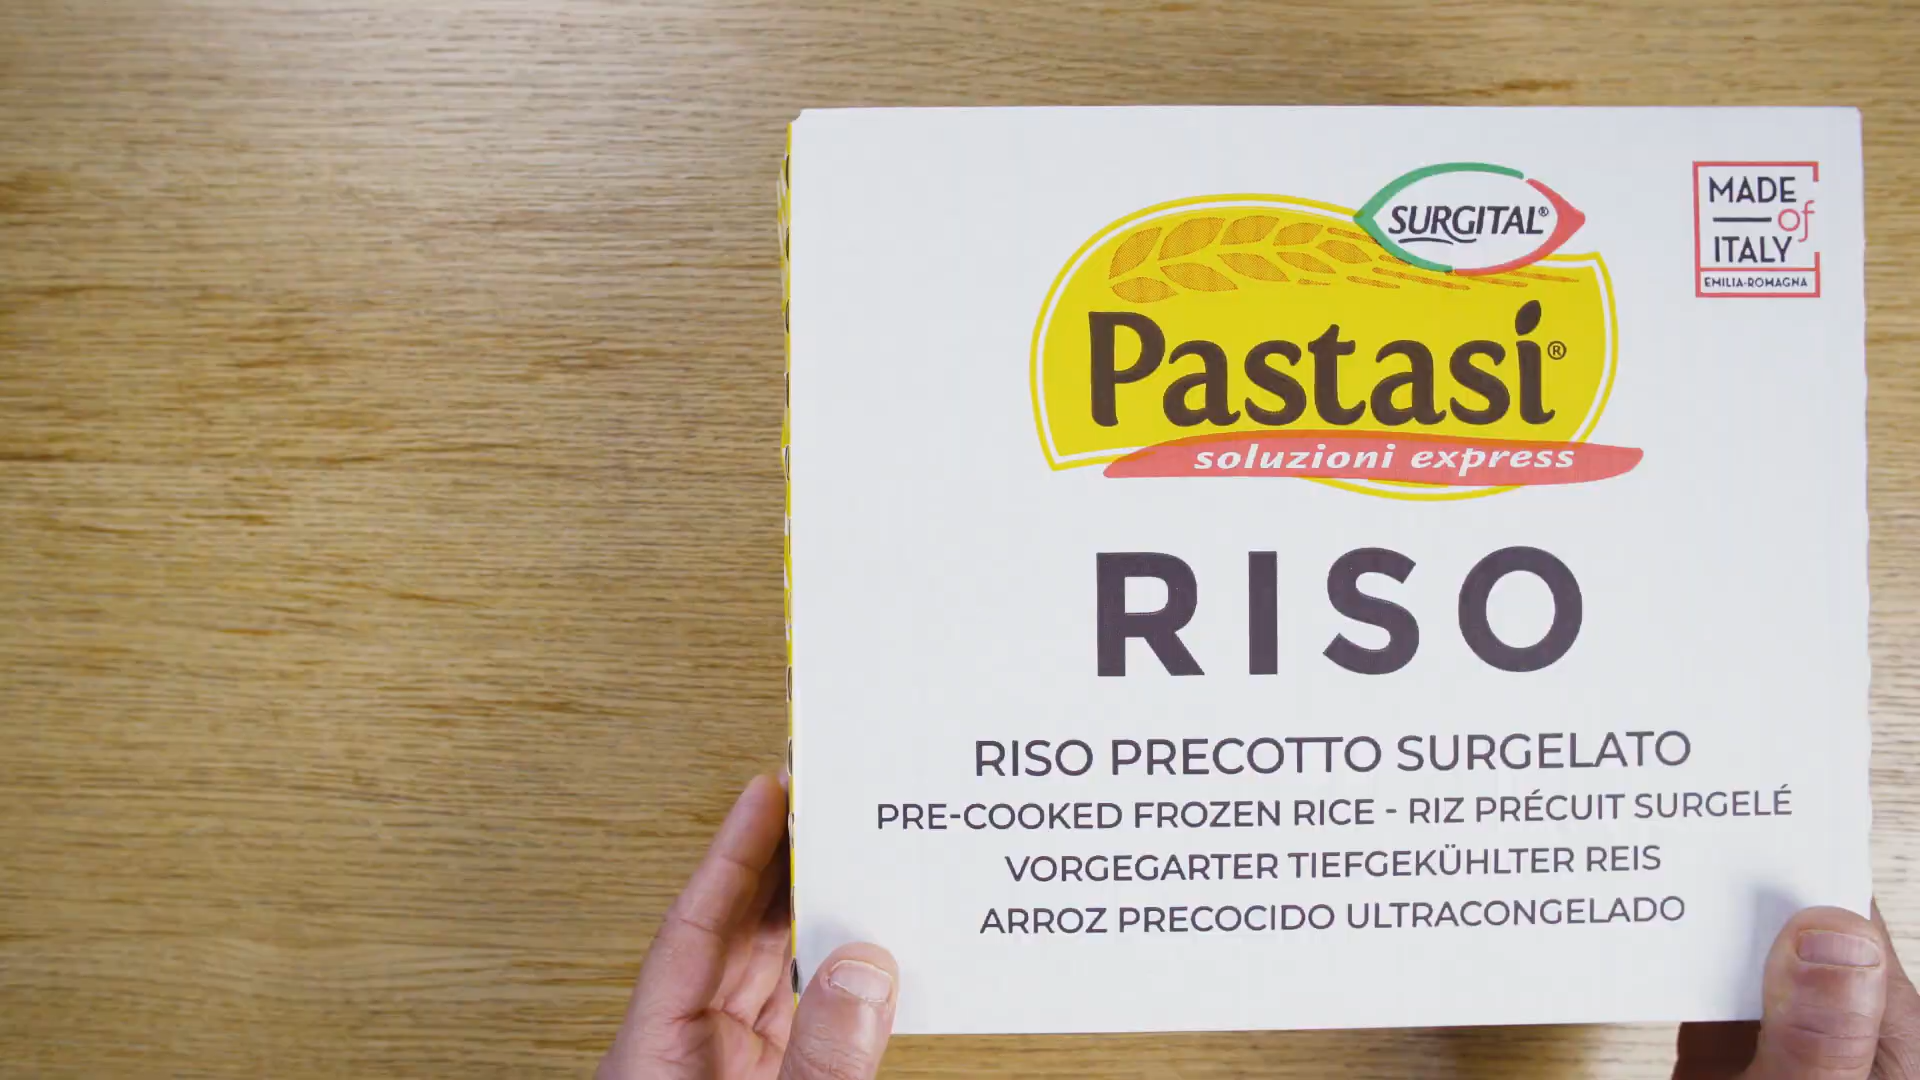 SURGITAL®
MADE
of
ITALY
EMILIA-ROMAGNA
Pastasì®
soluzioni express
RISO
RISO PRECOTTO SURGELATO
PRE-COOKED FROZEN RICE - RIZ PRÉCUIT SURGELÉ
VORGEGARTER TIEFGEKÜHLTER REIS
ARROZ PRECOCIDO ULTRACONGELADO